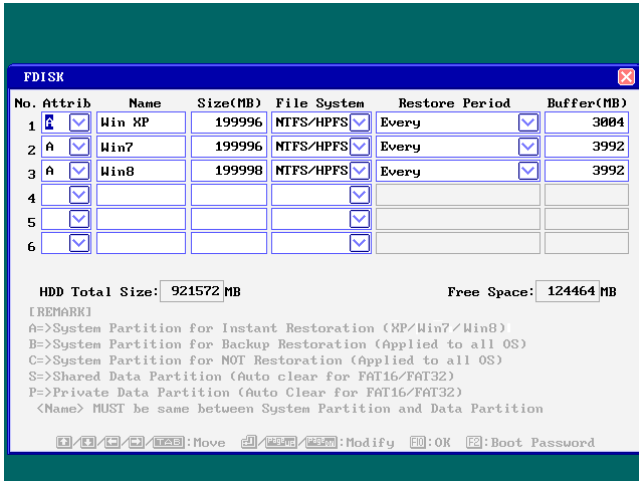 FDISK
No. Attrib Name Size(MB) File System Restore Period Buffer(MB)
1 A Win XP 199996 NTFS/HPFS Every 3004
2 A Win7 199996 NTFS/HPFS Every 3992
3 A Win8 199998 NTFS/HPFS Every 3992
4
5
6
HDD Total Size: 921572 MB Free Space: 124464 MB
[REMARK]
A=>System Partition for Instant Restoration (XP/Win7/Win8)
B=>System Partition for Backup Restoration (Applied to all OS)
C=>System Partition for NOT Restoration (Applied to all OS)
S=>Shared Data Partition (Auto clear for FAT16/FAT32)
P=>Private Data Partition (Auto Clear for FAT16/FAT32)
<Name> MUST be same between System Partition and Data Partition
/TAB:Move :Modify F10:OK F2:Boot Password